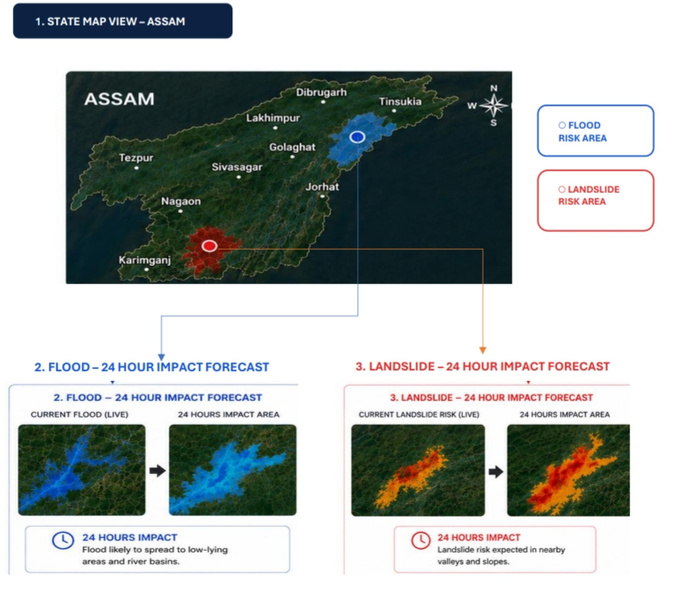 1. STATE MAP VIEW – ASSAM
ASSAM
Dibrugarh
Tinsukia
Lakhimpur
Golaghat
Tezpur
Sivasagar
Jorhat
Nagaon
Karimganj
N
W
S
○ FLOOD
RISK AREA
○ LANDSLIDE
RISK AREA
2. FLOOD – 24 HOUR IMPACT FORECAST
2. FLOOD – 24 HOUR IMPACT FORECAST
CURRENT FLOOD (LIVE)
24 HOURS IMPACT AREA
24 HOURS IMPACT
Flood likely to spread to low-lying
areas and river basins.
3. LANDSLIDE – 24 HOUR IMPACT FORECAST
3. LANDSLIDE – 24 HOUR IMPACT FORECAST
CURRENT LANDSLIDE RISK (LIVE)
24 HOURS IMPACT AREA
24 HOURS IMPACT
Landslide risk expected in nearby
valleys and slopes.